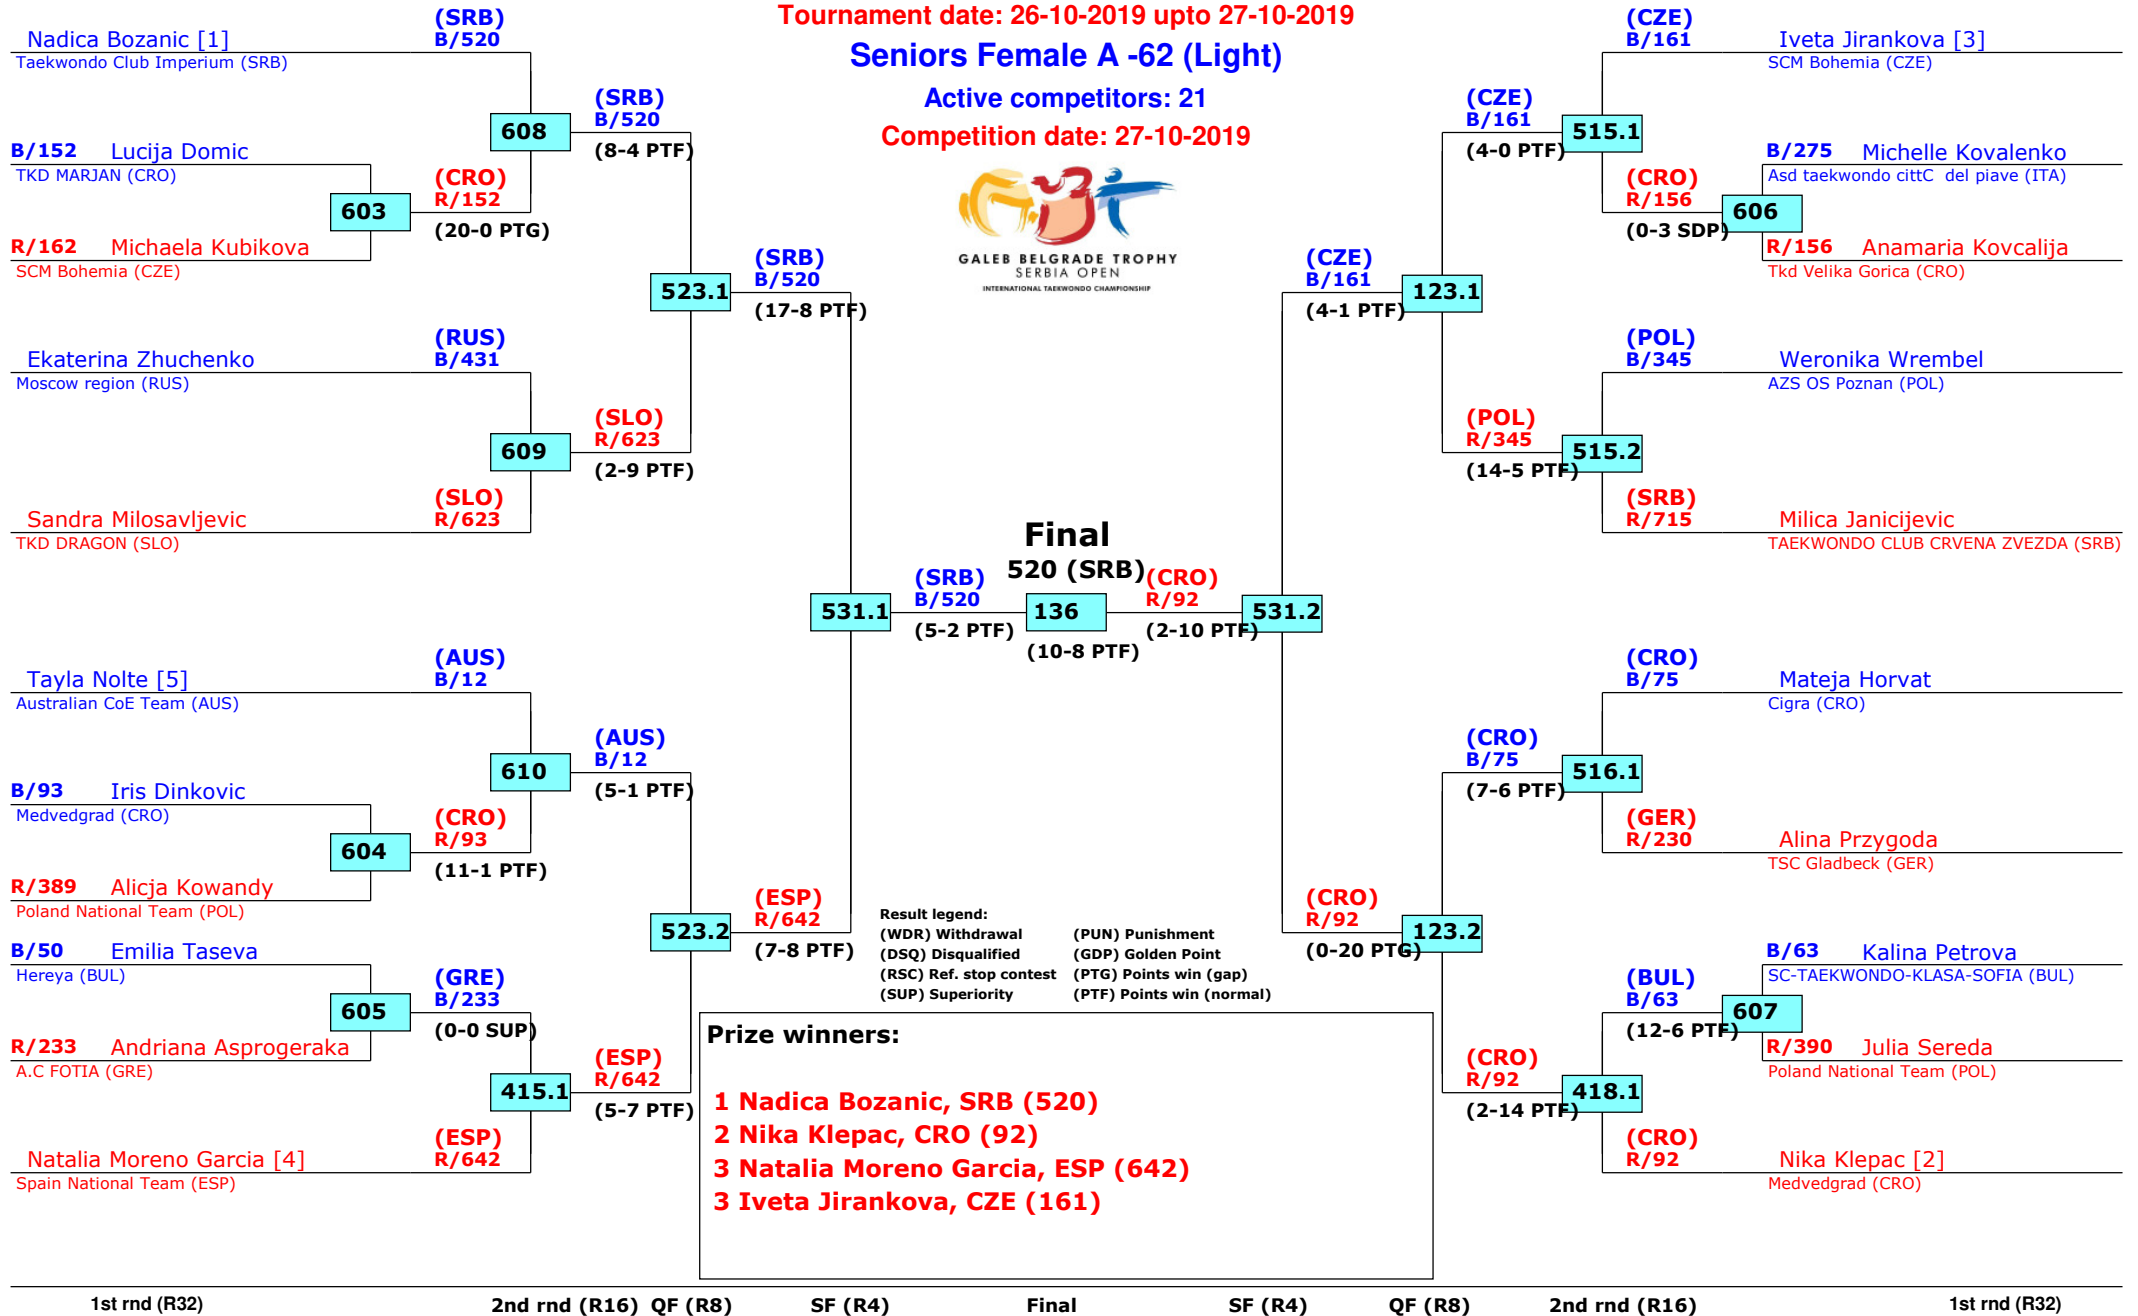 Tournament date: 26-10-2019 upto 27-10-2019
Seniors Female A -62 (Light)
Active competitors: 21
Competition date: 27-10-2019
GALEB BELGRADE TROPHY
SERBIA OPEN
INTERNATIONAL TAEKWONDO CHAMPIONSHIP
Nadica Bozanic [1]
Taekwondo Club Imperium (SRB)
(SRB)
B/520
B/152 Lucija Domic
TKD MARJAN (CRO)
603
R/162 Michaela Kubikova
SCM Bohemia (CZE)
(CRO)
R/152
(20-0 PTG)
608
(SRB)
B/520
(8-4 PTF)
Ekaterina Zhuchenko
Moscow region (RUS)
(RUS)
B/431
609
Sandra Milosavljevic
TKD DRAGON (SLO)
(SLO)
R/623
(SLO)
R/623
(2-9 PTF)
523.1
(SRB)
B/520
(17-8 PTF)
Tayla Nolte [5]
Australian CoE Team (AUS)
(AUS)
B/12
B/93 Iris Dinkovic
Medvedgrad (CRO)
604
R/389 Alicja Kowandy
Poland National Team (POL)
(CRO)
R/93
(11-1 PTF)
610
(AUS)
B/12
(5-1 PTF)
B/50 Emilia Taseva
Hereya (BUL)
605
R/233 Andriana Asprogeraka
A.C FOTIA (GRE)
(GRE)
B/233
(0-0 SUP)
415.1
Natalia Moreno Garcia [4]
Spain National Team (ESP)
(ESP)
R/642
(ESP)
R/642
(5-7 PTF)
523.2
(ESP)
R/642
(7-8 PTF)
531.1
(SRB)
B/520
(5-2 PTF)
Final
520 (SRB)
136
(10-8 PTF)
(CRO)
R/92
(2-10 PTF)
531.2
(CZE)
B/161
(4-1 PTF)
123.1
(CZE)
B/161
(4-0 PTF)
515.1
(CZE)
B/161
Iveta Jirankova [3]
SCM Bohemia (CZE)
(CRO)
R/156
(0-3 SDP)
606
B/275 Michelle Kovalenko
Asd taekwondo cittC del piave (ITA)
R/156 Anamaria Kovcalija
Tkd Velika Gorica (CRO)
(POL)
R/345
(14-5 PTF)
515.2
(POL)
B/345
Weronika Wrembel
AZS OS Poznan (POL)
(SRB)
R/715
Milica Janicijevic
TAEKWONDO CLUB CRVENA ZVEZDA (SRB)
(CRO)
R/92
(0-20 PTG)
123.2
(CRO)
B/75
(7-6 PTF)
516.1
(CRO)
B/75
Mateja Horvat
Cigra (CRO)
(GER)
R/230
Alina Przygoda
TSC Gladbeck (GER)
(CRO)
R/92
(2-14 PTF)
418.1
(BUL)
B/63
(12-6 PTF)
607
B/63 Kalina Petrova
SC-TAEKWONDO-KLASA-SOFIA (BUL)
R/390 Julia Sereda
Poland National Team (POL)
(CRO)
R/92
Nika Klepac [2]
Medvedgrad (CRO)
Result legend:
(WDR) Withdrawal (PUN) Punishment
(DSQ) Disqualified (GDP) Golden Point
(RSC) Ref. stop contest (PTG) Points win (gap)
(SUP) Superiority (PTF) Points win (normal)
Prize winners:
1 Nadica Bozanic, SRB (520)
2 Nika Klepac, CRO (92)
3 Natalia Moreno Garcia, ESP (642)
3 Iveta Jirankova, CZE (161)
1st rnd (R32) 2nd rnd (R16) QF (R8) SF (R4) Final SF (R4) QF (R8) 2nd rnd (R16) 1st rnd (R32)